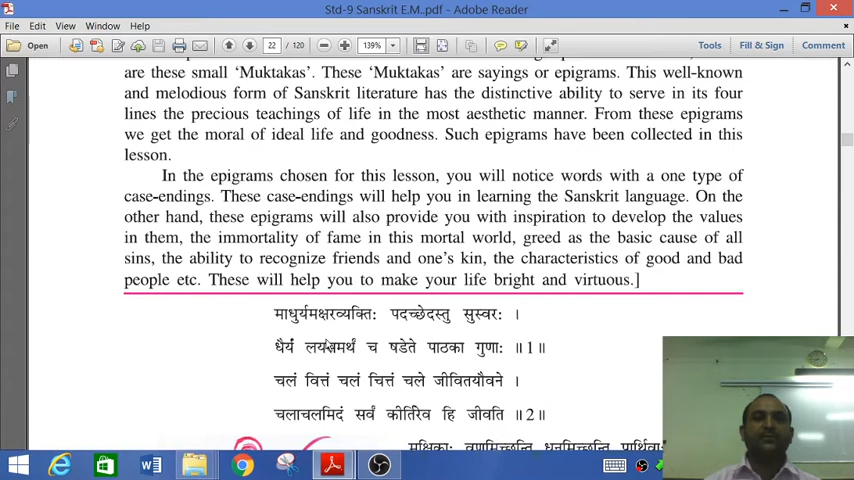 Std-9 Sanskrit E.M..pdf - Adobe Reader
File Edit View Window Help
Open 22 / 120 139% Tools Fill & Sign Comment
are these small 'Muktakas'. These 'Muktakas' are sayings or epigrams. This well-known
and melodious form of Sanskrit literature has the distinctive ability to serve in its four
lines the precious teachings of life in the most aesthetic manner. From these epigrams
we get the moral of ideal life and goodness. Such epigrams have been collected in this
lesson.
In the epigrams chosen for this lesson, you will notice words with a one type of
case-endings. These case-endings will help you in learning the Sanskrit language. On the
other hand, these epigrams will also provide you with inspiration to develop the values
in them, the immortality of fame in this mortal world, greed as the basic cause of all
sins, the ability to recognize friends and one's kin, the characteristics of good and bad
people etc. These will help you to make your life bright and virtuous.]
माधुर्यमक्षरव्यक्तिः पदच्छेदस्तु सुस्वरः ।
धैर्यं लयसमर्थं च षडेते पाठका गुणाः ॥1॥
चलं वित्तं चलं चित्तं चले जीवितयौवने ।
चलाचलमिदं सर्वं कीर्तिरेव हि जीवति ॥2॥
मक्षिकाः व्रणमिच्छन्ति धनमिच्छन्ति पार्थिवाः